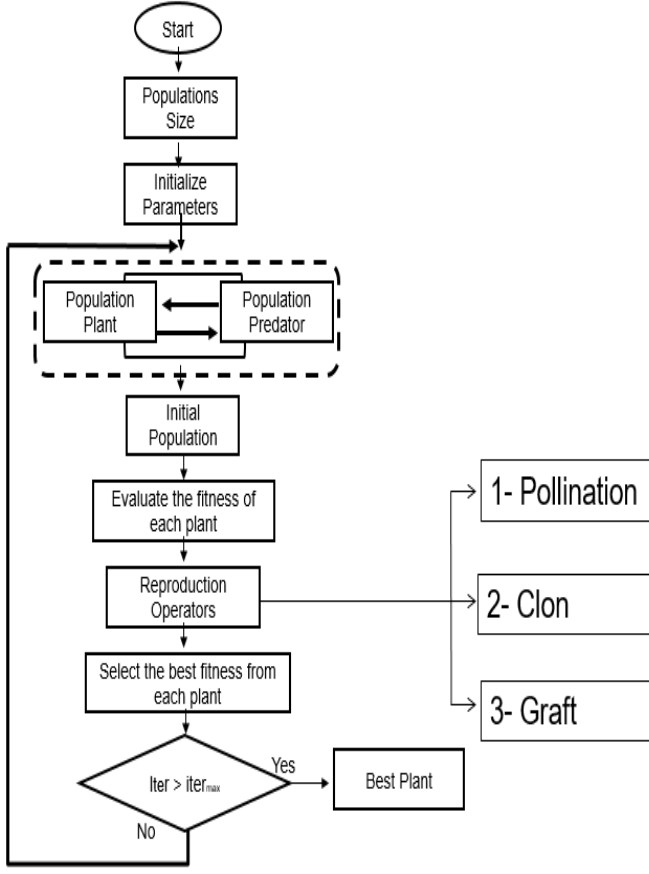 Start
Populations
Size
Initialize
Parameters
Population
Plant
Population
Predator
Initial
Population
Evaluate the fitness of
each plant
Reproduction
Operators
1- Pollination
2- Clon
3- Graft
Select the best fitness from
each plant
Iter > iter max
Yes
Best Plant
No